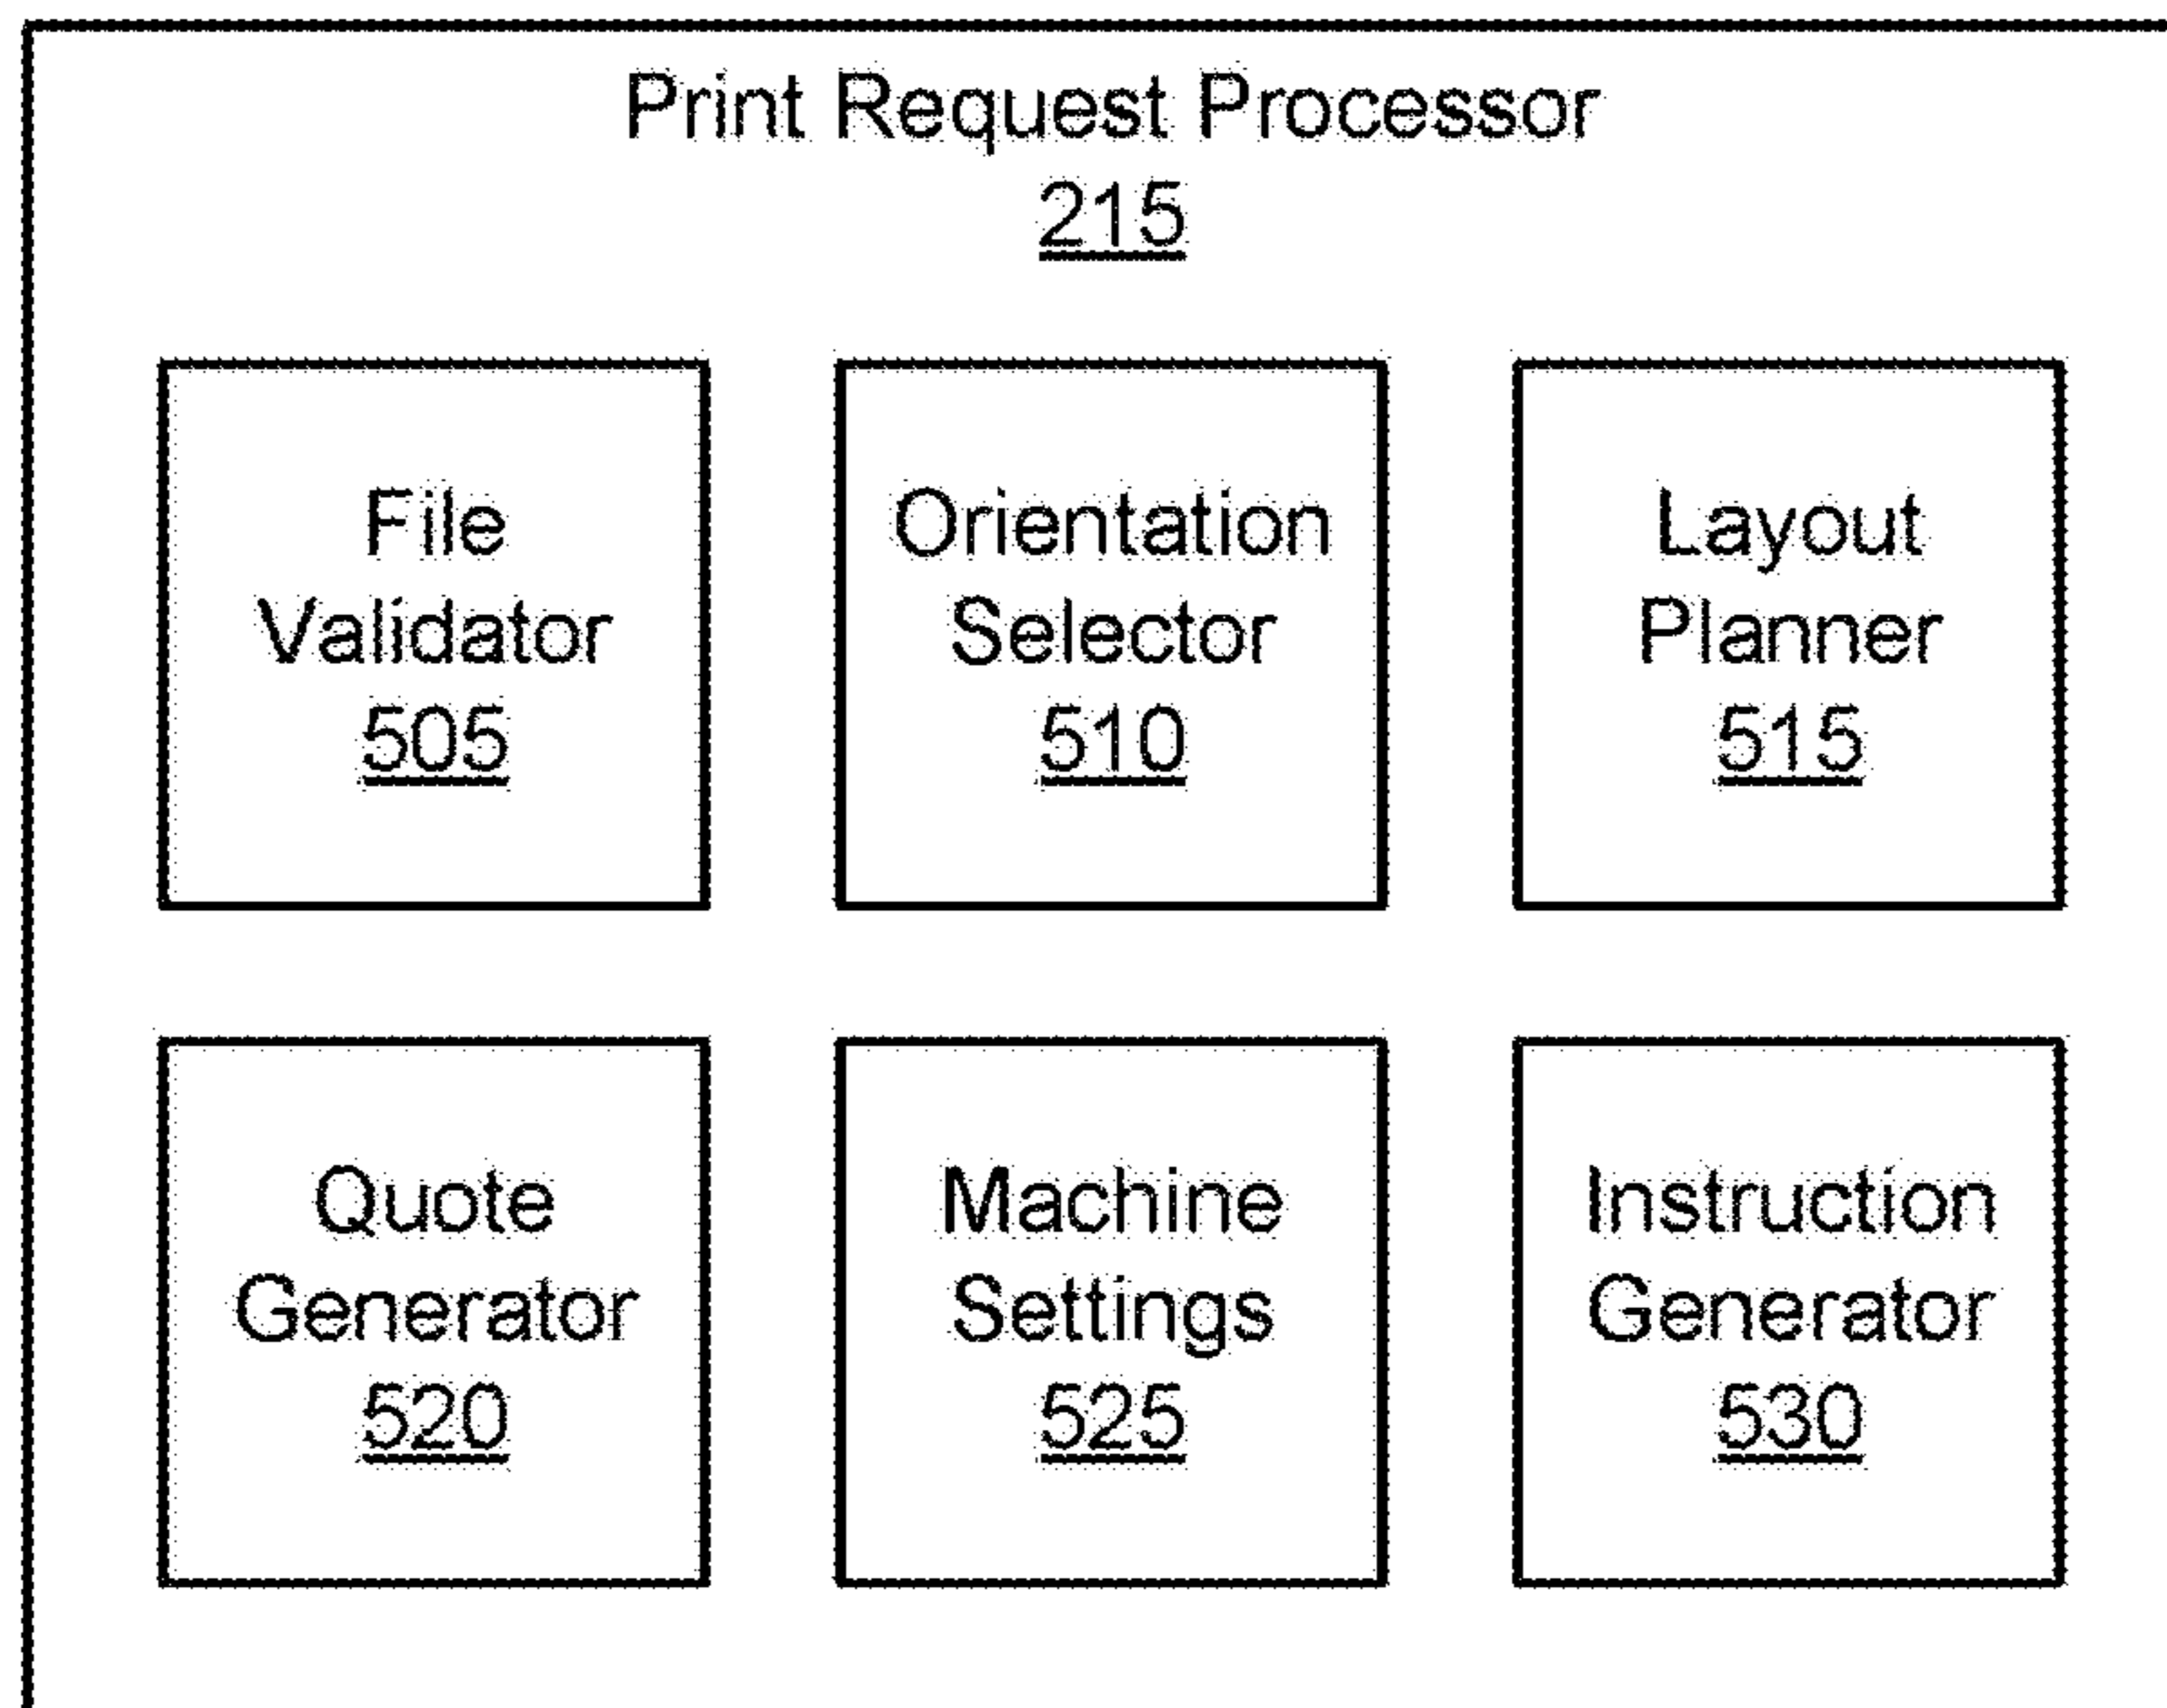 Print Request Processor
215
File
Validator
505
Orientation
Selector
510
Layout
Planner
515
Quote
Generator
520
Machine
Settings
525
Instruction
Generator
530